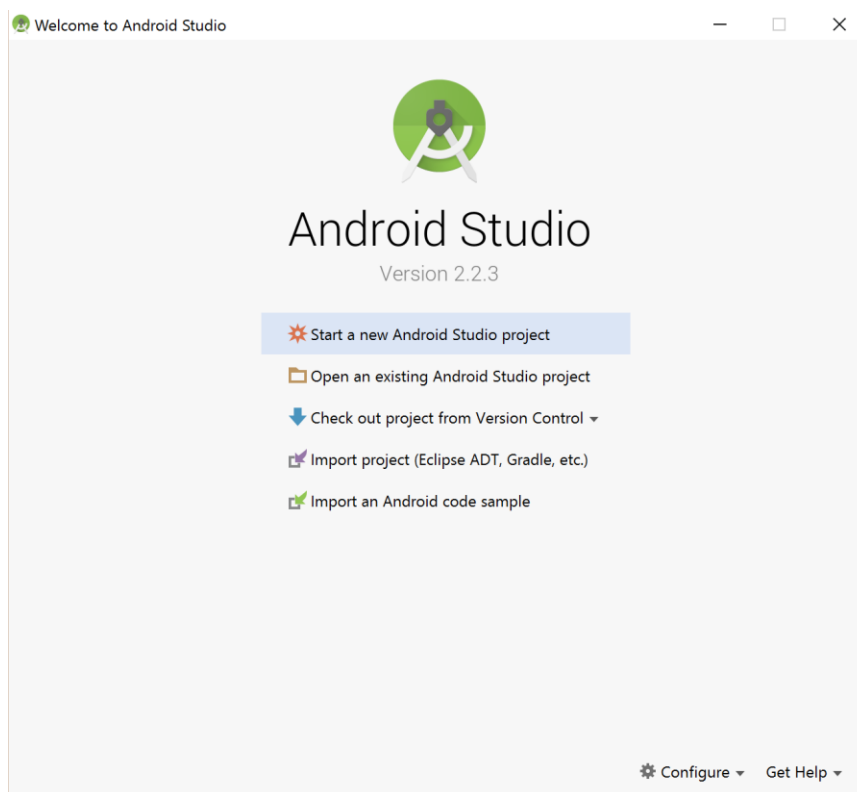 Welcome to Android Studio
Android Studio
Version 2.2.3
Start a new Android Studio project
Open an existing Android Studio project
Check out project from Version Control
Import project (Eclipse ADT, Gradle, etc.)
Import an Android code sample
Configure Get Help